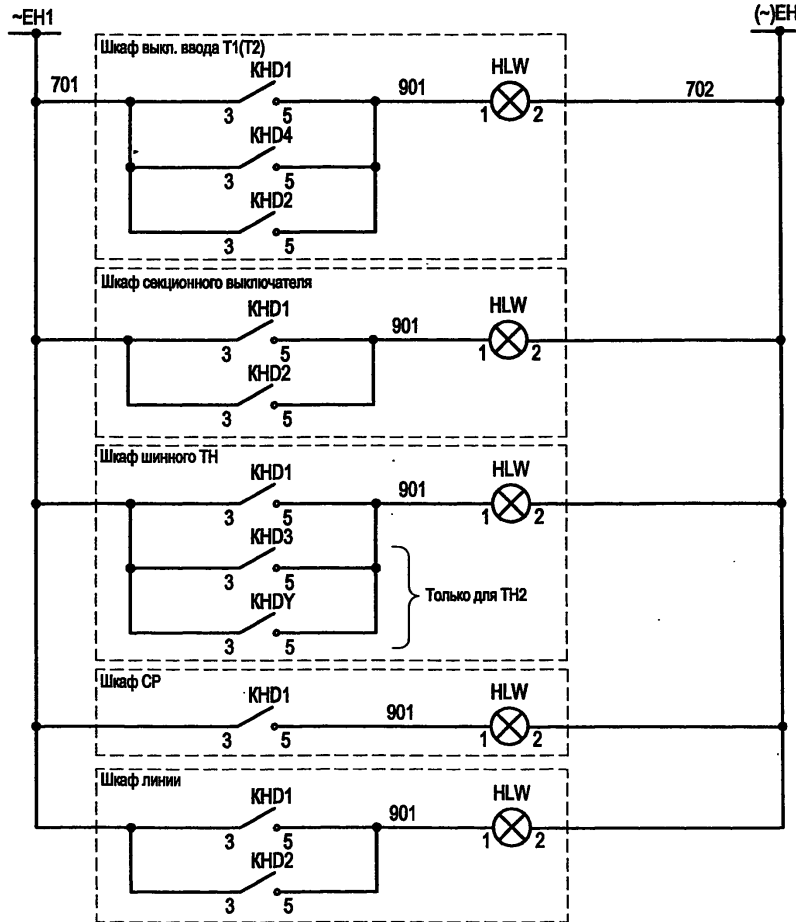 ~EH1
(~)EH
Шкаф выкл. ввода Т1(Т2)
701
KHD1
3
5
901
HLW
1
2
702
KHD4
3
5
KHD2
3
5
Шкаф секционного выключателя
KHD1
3
5
901
HLW
1
2
KHD2
3
5
Шкаф шинного ТН
KHD1
3
5
901
HLW
1
2
KHD3
3
5
Только для ТН2
KHDY
3
5
Шкаф СР
KHD1
3
5
901
HLW
1
2
Шкаф линии
KHD1
3
5
901
HLW
1
2
KHD2
3
5